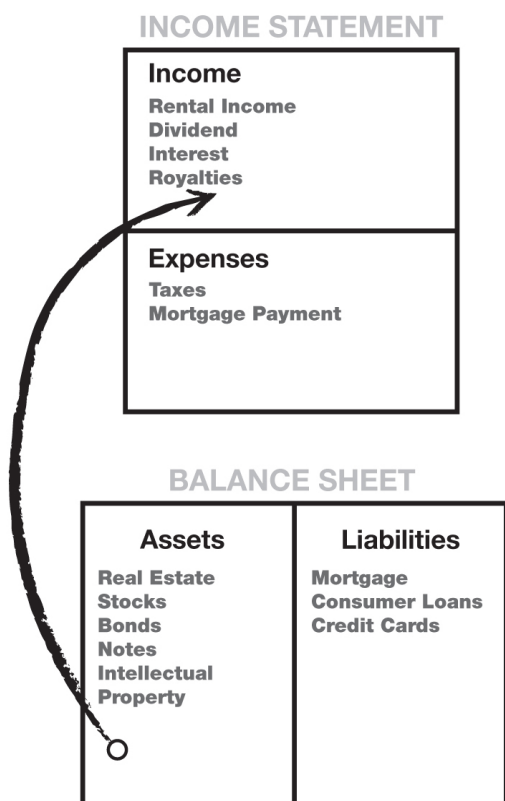 INCOME STATEMENT
Income
Rental Income
Dividend
Interest
Royalties
Expenses
Taxes
Mortgage Payment
BALANCE SHEET
Assets
Real Estate
Stocks
Bonds
Notes
Intellectual
Property
Liabilities
Mortgage
Consumer Loans
Credit Cards